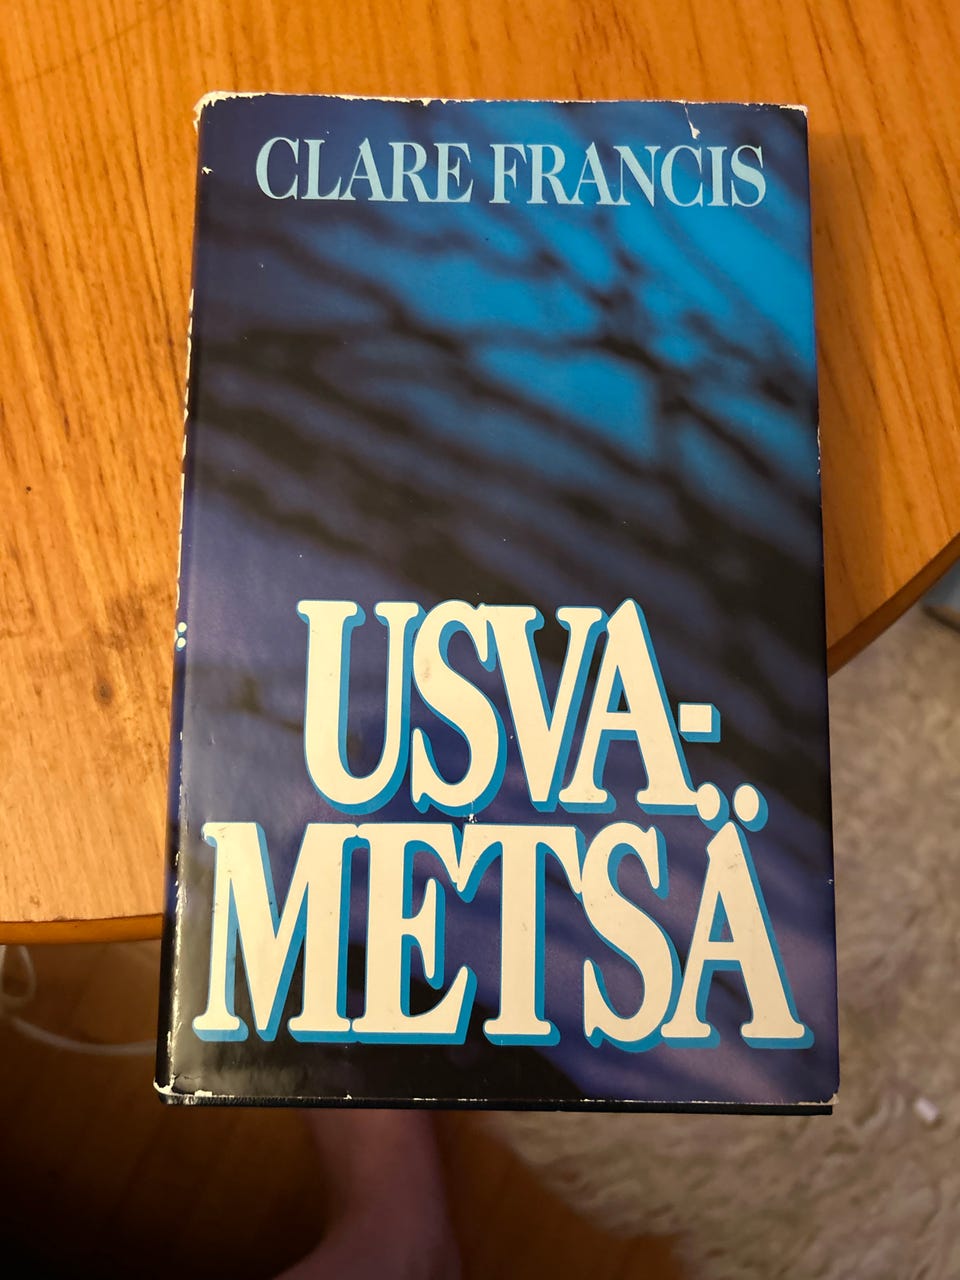 CLARE FRANCIS
USVA-
METSÄ